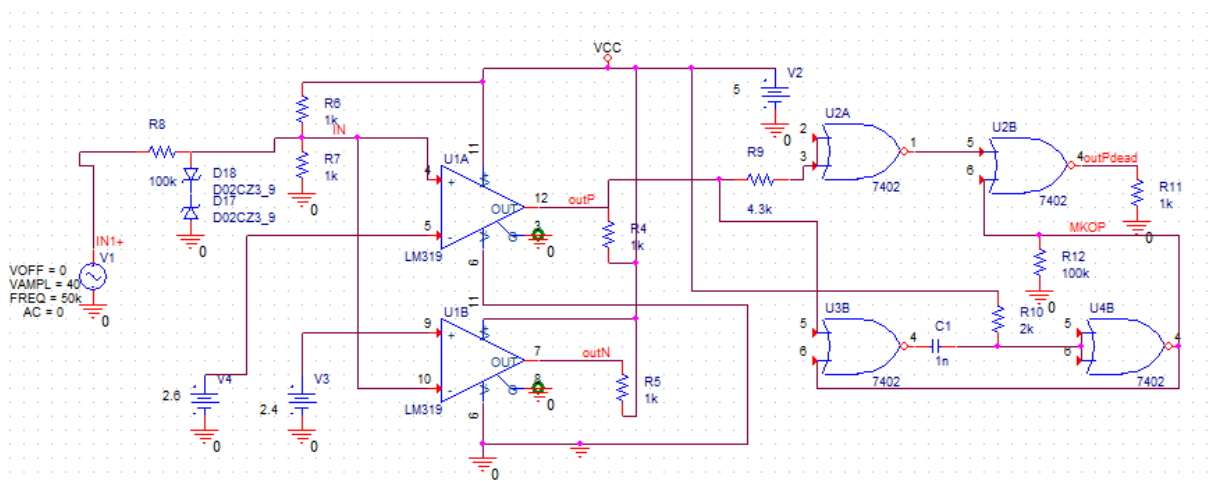 VCC
V2
5
0
R6
1k
IN
R7
1k
0
R8
100k
D18
D02CZ3_9
D17
D02CZ3_9
0
IN1+
V1
VOFF = 0
VAMPL = 40
FREQ = 50k
AC = 0
0
U1A
11
4
+
5
-
V
OUT
12
outP
G
3
0
V
LM319
6
R4
1k
U1B
11
9
+
10
-
V
OUT
7
outN
G
8
0
V
LM319
6
R5
1k
V4
2.6
0
V3
2.4
0
0
R9
4.3k
U2A
2
3
1
7402
U2B
5
6
4
outPdead
7402
R11
1k
0
MKOP
R12
100k
0
U3B
5
6
4
7402
C1
1n
R10
2k
U4B
5
6
4
7402